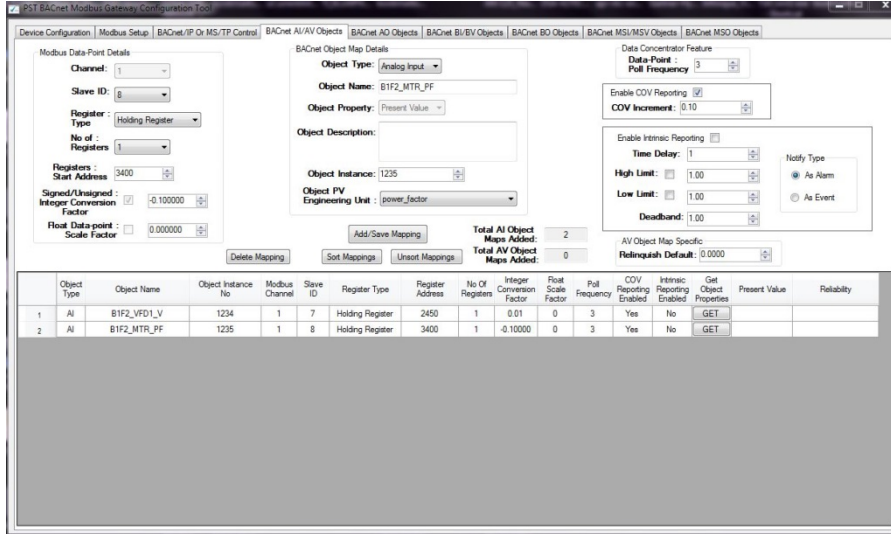 PST BACnet Modbus Gateway Configuration Tool
Device Configuration Modbus Setup BACnet/IP Or MS/TP Control BACnet AI/AV Objects BACnet AO Objects BACnet BI/BV Objects BACnet BO Objects BACnet MSI/MSV Objects BACnet MSO Objects
Modbus Data-Point Details
Channel: 1
Slave ID: 8
Register : Type Holding Register
No of : Registers 1
Registers : Start Address 3400
Signed/Unsigned : Integer Conversion Factor -0.100000
Float Data-point : Scale Factor 0.000000
BACnet Object Map Details
Object Type: Analog Input
Object Name: B1F2_MTR_PF
Object Property: Present Value
Object Description:
Object Instance: 1235
Object PV Engineering Unit : power_factor
Data Concentrator Feature
Data-Point : Poll Frequency 3
Enable COV Reporting
COV Increment: 0.10
Enable Intrinsic Reporting
Time Delay: 1
High Limit: 1.00
Low Limit: 1.00
Deadband: 1.00
Notify Type
As Alarm
As Event
AV Object Map Specific
Relinquish Default: 0.0000
Add/Save Mapping
Total AI Object Maps Added: 2
Total AV Object Maps Added: 0
Delete Mapping Sort Mappings Unsort Mappings
Object Type Object Name Object Instance No Modbus Channel Slave ID Register Type Register Address No Of Registers Integer Conversion Factor Float Scale Factor Poll Frequency COV Reporting Enabled Intrinsic Reporting Enabled Get Object Properties Present Value Reliability
1 AI B1F2_VFD1_V 1234 1 7 Holding Register 2450 1 0.01 0 3 Yes No GET
2 AI B1F2_MTR_PF 1235 1 8 Holding Register 3400 1 -0.10000 0 3 Yes No GET